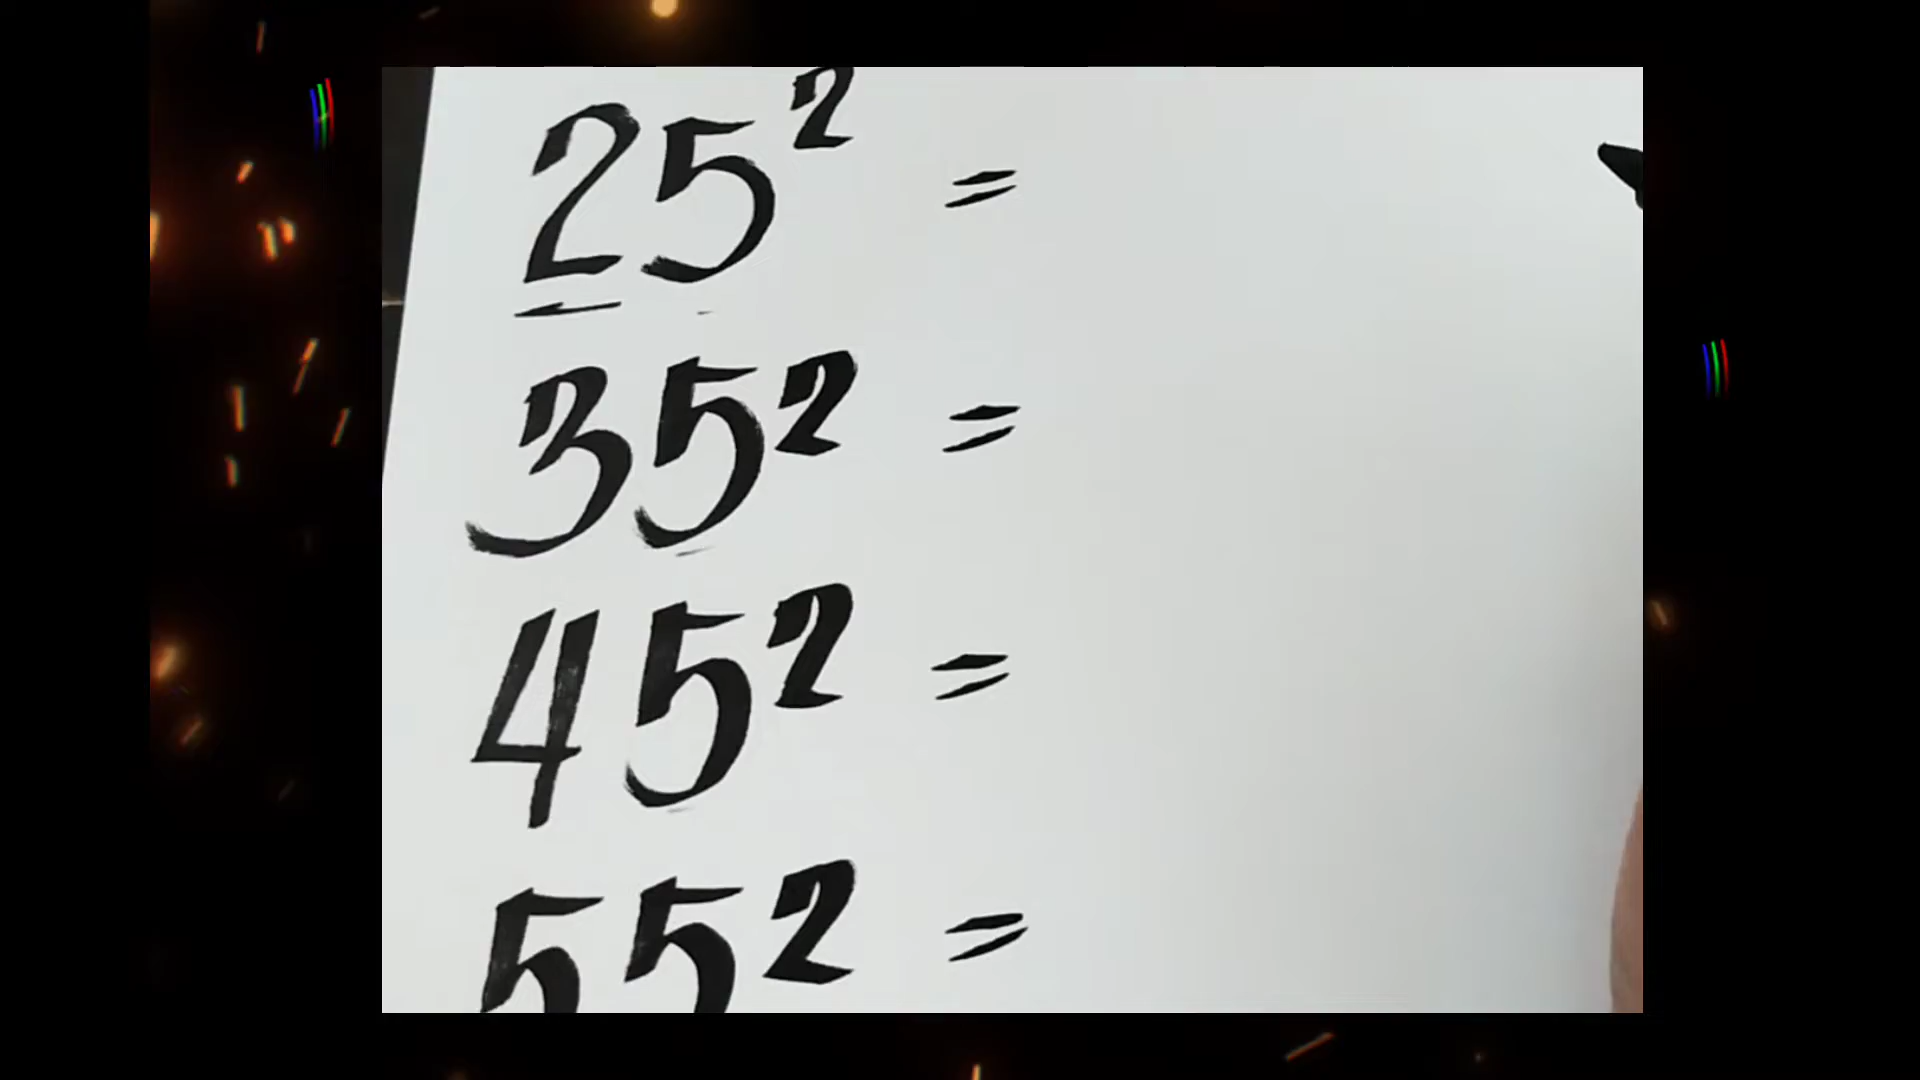 25² =
35² =
45² =
55² =